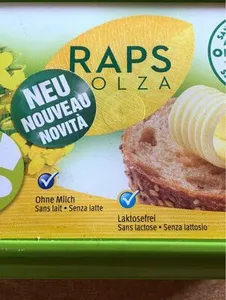 RAPS
OLZA
NEU
NOUVEAU
NOVITÀ
Ohne Milch
Sans lait • Senza latte
Laktosefrei
Sans lactose • Senza lattosio